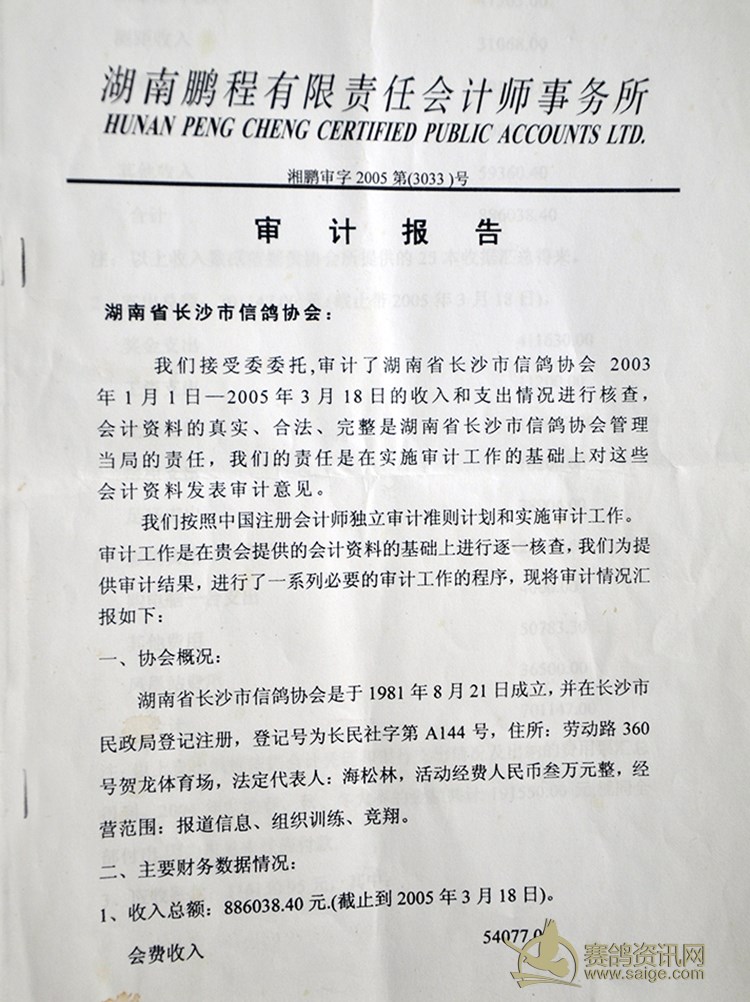 湖南鹏程有限责任会计师事务所
HUNAN PENG CHENG CERTIFIED PUBLIC ACCOUNTS LTD.
湘鹏审字 2005 第(3033 )号
审 计 报 告
湖南省长沙市信鸽协会：
我们接受委委托,审计了湖南省长沙市信鸽协会 2003
年 1 月 1 日—2005 年 3 月 18 日的收入和支出情况进行核查，
会计资料的真实、合法、完整是湖南省长沙市信鸽协会管理
当局的责任，我们的责任是在实施审计工作的基础上对这些
会计资料发表审计意见。
我们按照中国注册会计师独立审计准则计划和实施审计工作。
审计工作是在贵会提供的会计资料的基础上进行逐一核查，我们为提
供审计结果，进行了一系列必要的审计工作的程序，现将审计情况汇
报如下：
一、协会概况：
湖南省长沙市信鸽协会是于 1981 年 8 月 21 日成立，并在长沙市
民政局登记注册，登记号为长民社字第 A144 号，住所：劳动路 360
号贺龙体育场，法定代表人：海松林，活动经费人民币叁万元整，经
营范围：报道信息、组织训练、竞翔。
二、主要财务数据情况：
1、收入总额：886038.40 元.(截止到 2005 年 3 月 18 日)。
会费收入 54077.0
赛鸽资讯网
www.saige.com